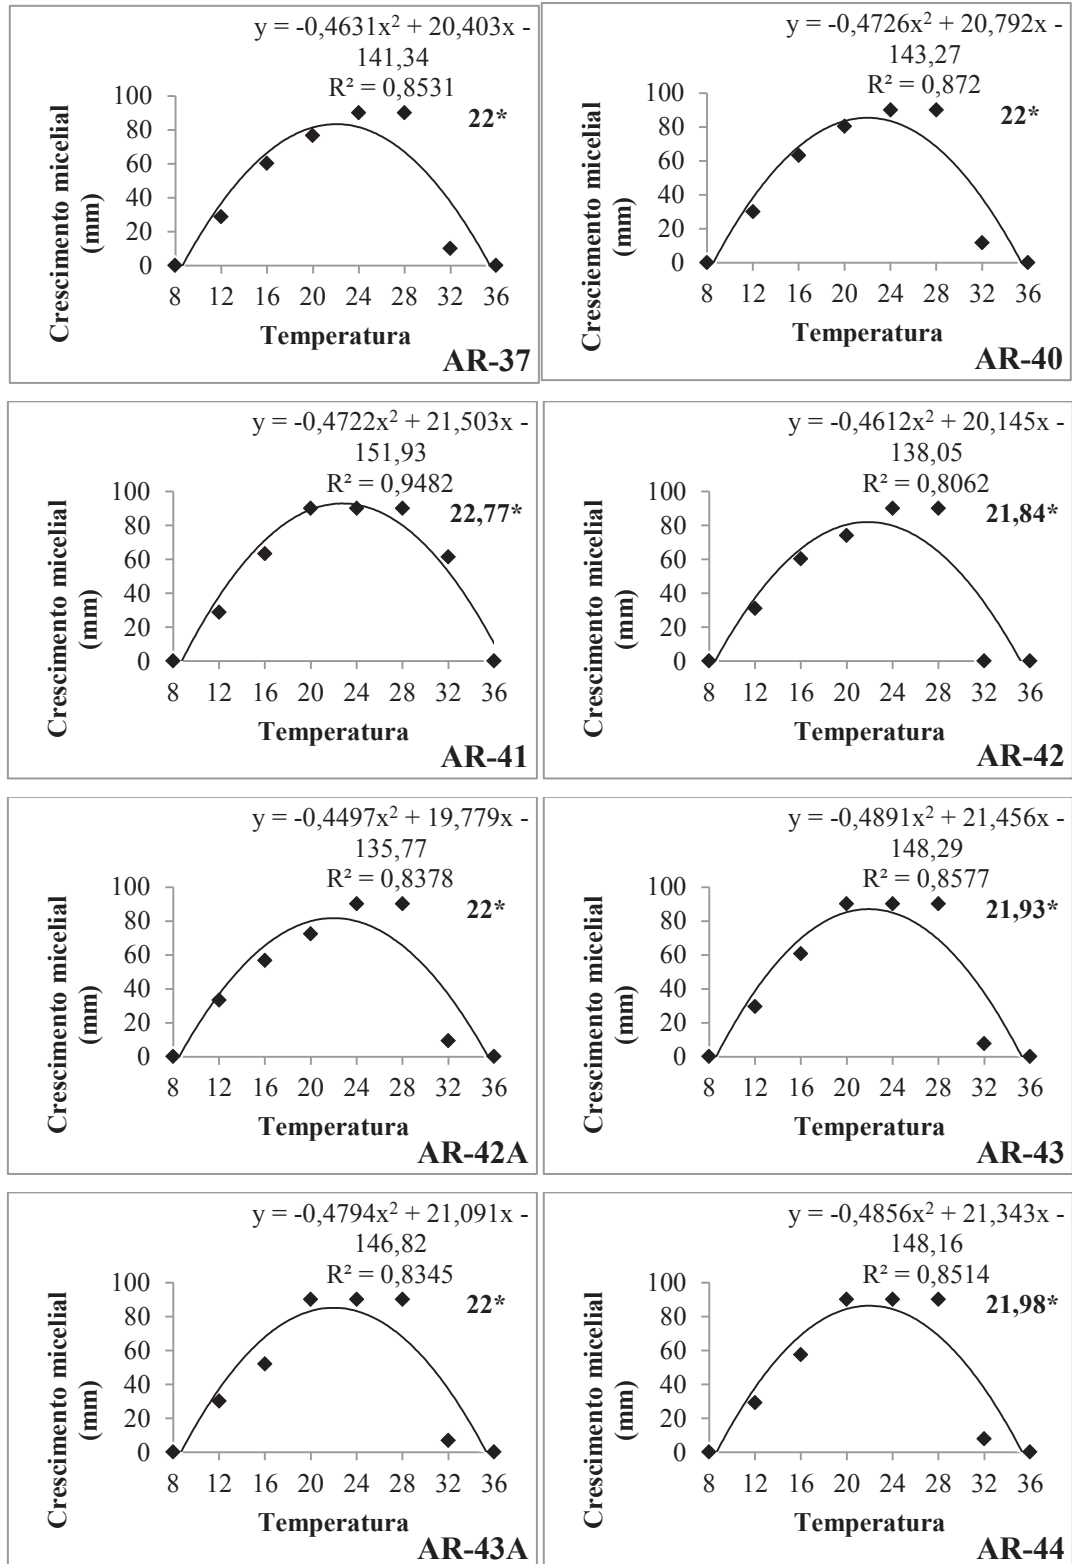 y = -0,4631x² + 20,403x -
141,34
R² = 0,8531
22*
Crescimento micelial
(mm)
100
80
60
40
20
0
8 12 16 20 24 28 32 36
Temperatura
AR-37
y = -0,4726x² + 20,792x -
143,27
R² = 0,872
22*
Cresciemento micelial
(mm)
100
80
60
40
20
0
8 12 16 20 24 28 32 36
Temperatura
AR-40
y = -0,4722x² + 21,503x -
151,93
R² = 0,9482
22,77*
Crescimento micelial
(mm)
100
80
60
40
20
0
8 12 16 20 24 28 32 36
Temperatura
AR-41
y = -0,4612x² + 20,145x -
138,05
R² = 0,8062
21,84*
Crescimento micelial
(mm)
100
80
60
40
20
0
8 12 16 20 24 28 32 36
Temperatura
AR-42
y = -0,4497x² + 19,779x -
135,77
R² = 0,8378
22*
Crescimento micelial
(mm)
100
80
60
40
20
0
8 12 16 20 24 28 32 36
Temperatura
AR-42A
y = -0,4891x² + 21,456x -
148,29
R² = 0,8577
21,93*
Crescimento micelial
(mm)
100
80
60
40
20
0
8 12 16 20 24 28 32 36
Temperatura
AR-43
y = -0,4794x² + 21,091x -
146,82
R² = 0,8345
22*
Crescimento micelial
(mm)
100
80
60
40
20
0
8 12 16 20 24 28 32 36
Temperatura
AR-43A
y = -0,4856x² + 21,343x -
148,16
R² = 0,8514
21,98*
Crescimento micelial
(mm)
100
80
60
40
20
0
8 12 16 20 24 28 32 36
Temperatura
AR-44